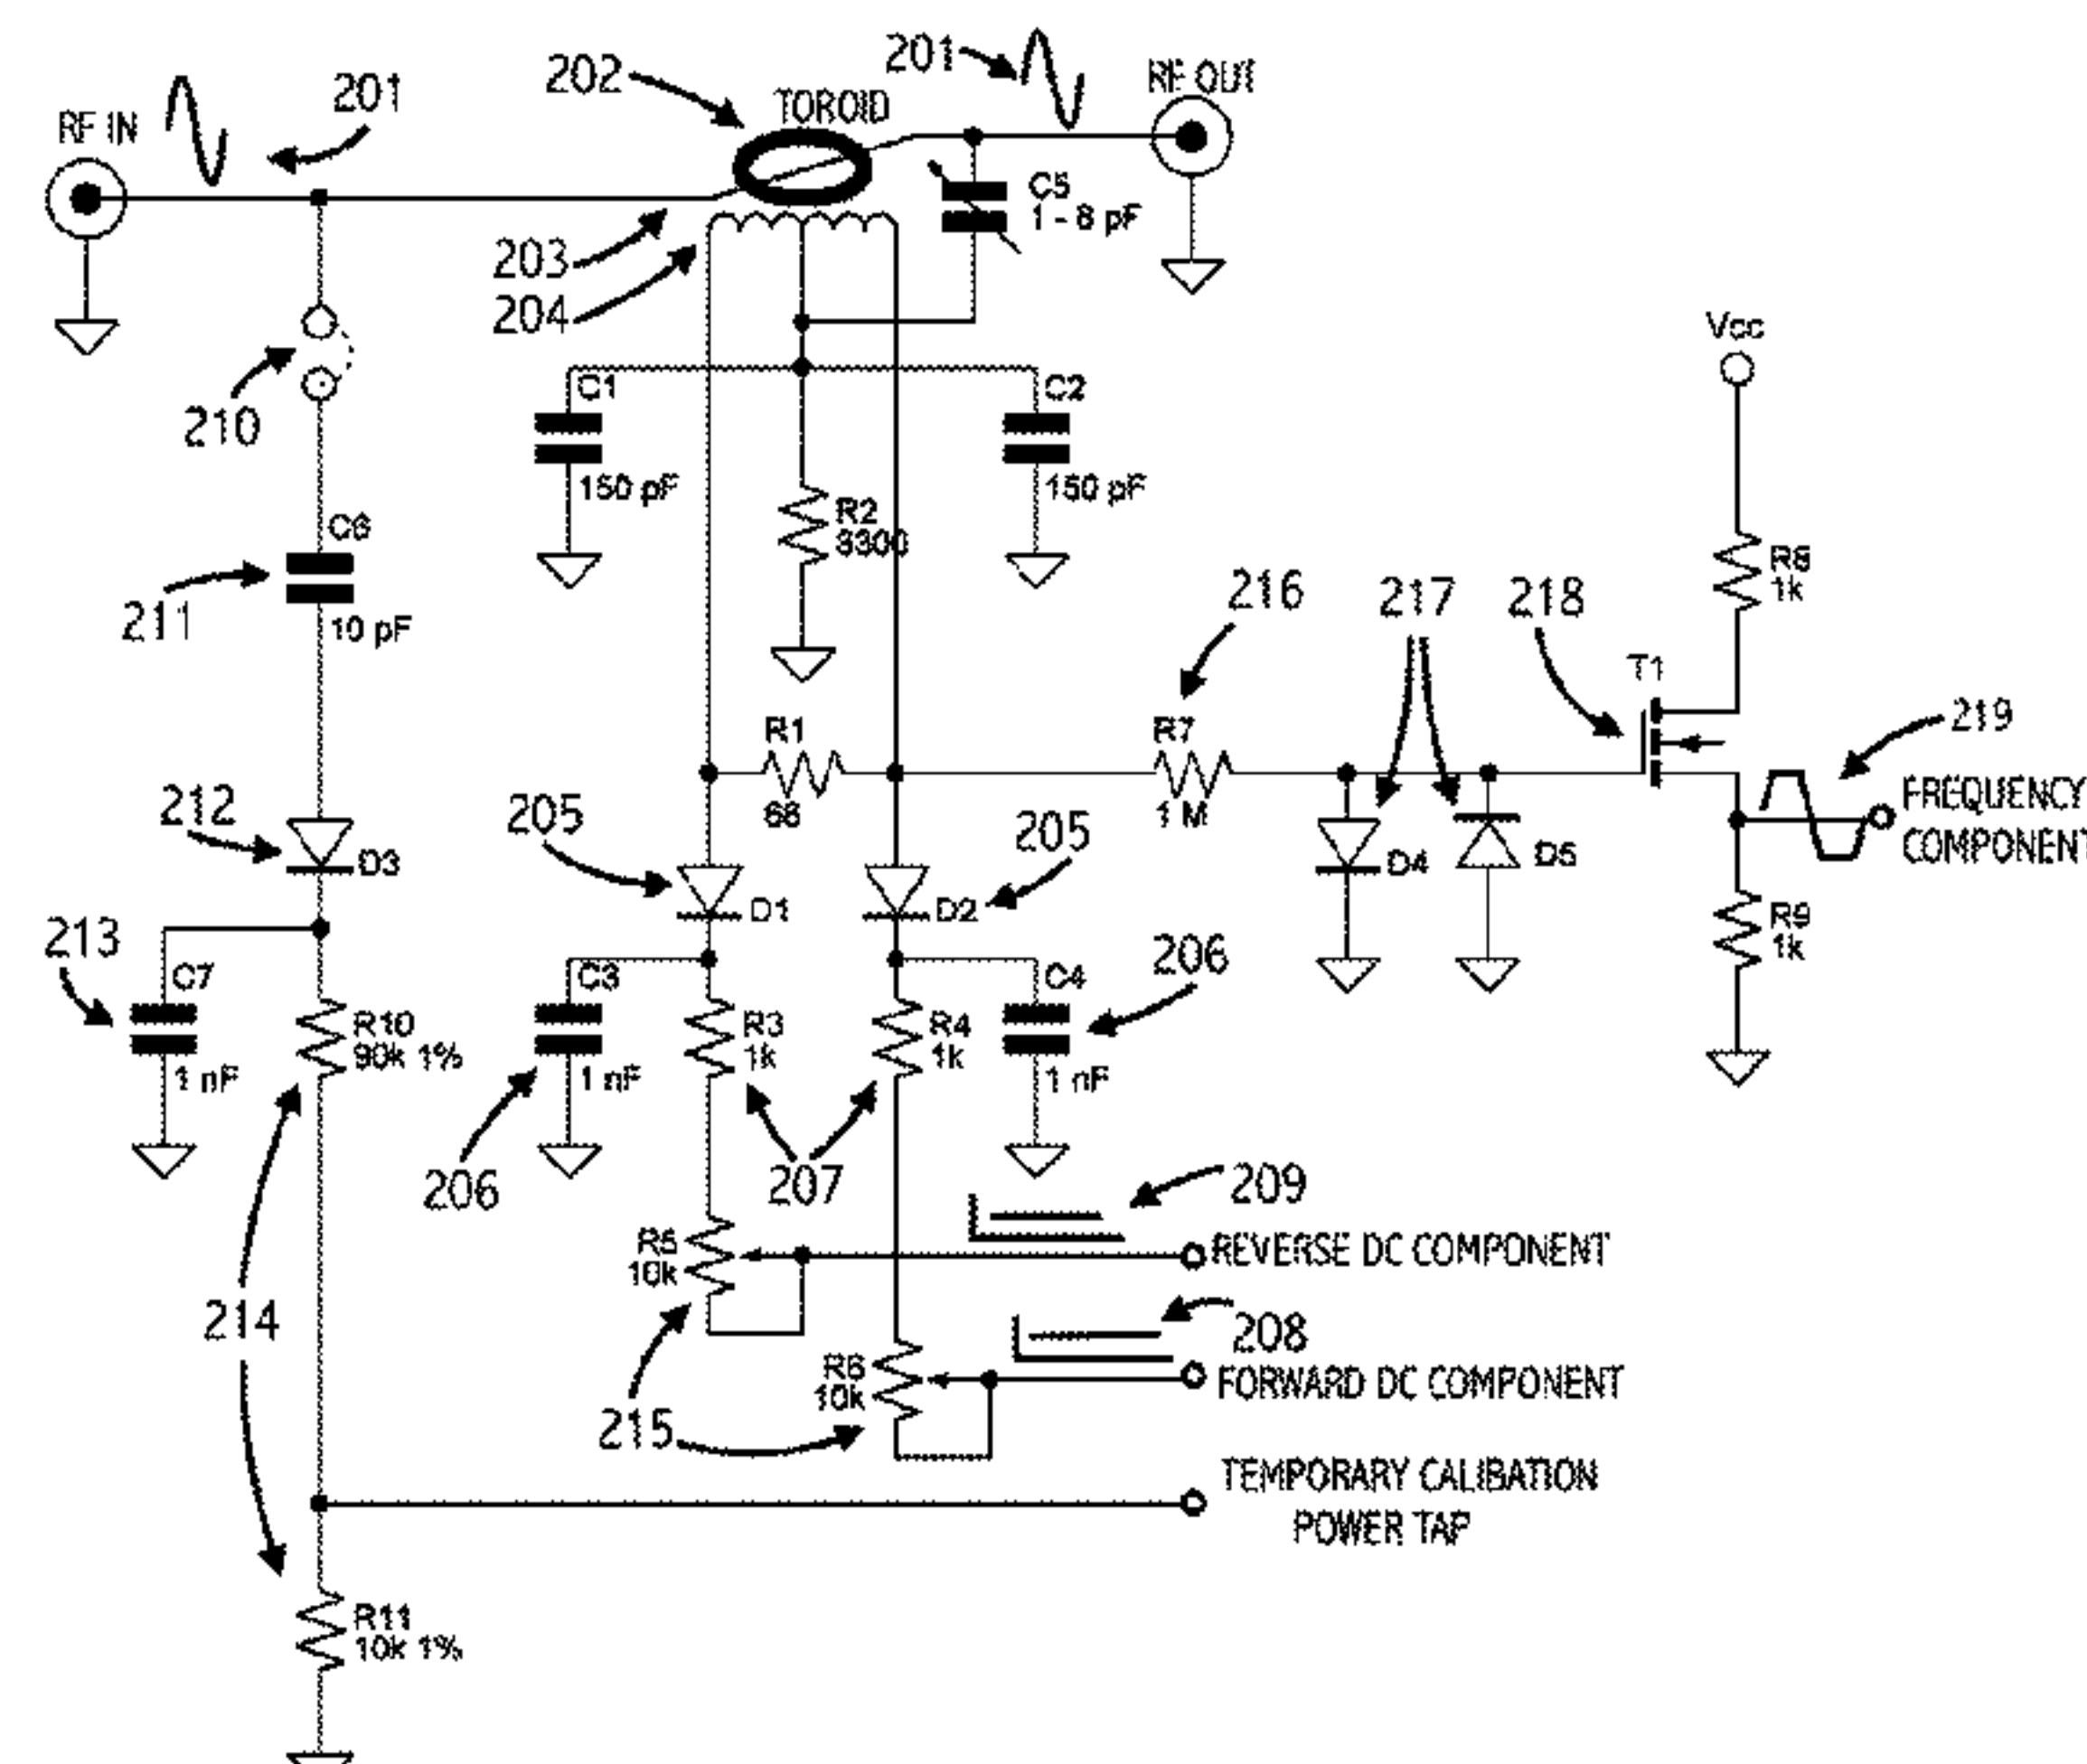 RF IN
201
202
TOROID
201
RF OUT
203
204
C5
1 - 8 pF
210
C1
150 pF
C2
150 pF
R2
3300
Vcc
C6
10 pF
211
R8
1k
216
217
218
T1
219
R1
68
R7
1 M
212
D3
205
D1
205
D2
D4
D5
FREQUENCY
COMPONENT
R9
1k
213
C7
1 nF
R10
90k 1%
C3
1 nF
R3
1k
R4
1k
C4
1 nF
206
206
207
209
REVERSE DC COMPONENT
R5
10k
214
208
FORWARD DC COMPONENT
R6
10k
215
TEMPORARY CALIBATION
POWER TAP
R11
10k 1%